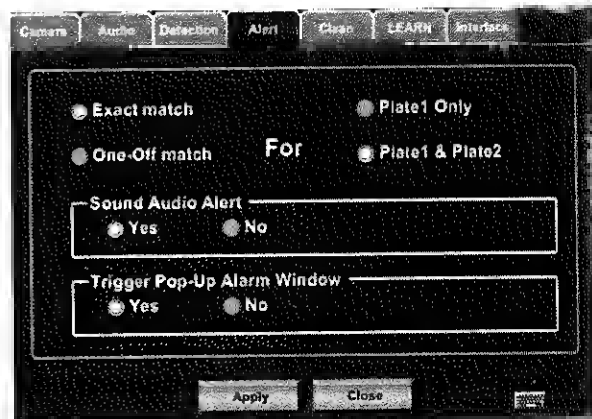 Camera Audio Detection Alert Clean LEARN Interface
Exact match Plate1 Only
One-Off match For Plate1 & Plate2
Sound Audio Alert
Yes No
Trigger Pop-Up Alarm Window
Yes No
Apply Close